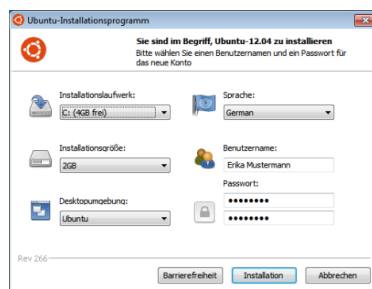 Ubuntu-Installationsprogramm
Sie sind im Begriff, Ubuntu-12.04 zu installieren
Bitte wählen Sie einen Benutzernamen und ein Passwort für
das neue Konto
Installationslaufwerk:
C: (4GB frei)
Sprache:
German
Installationsgröße:
2GB
Benutzername:
Erika Mustermann
Desktopumgebung:
Ubuntu
Passwort:
••••••••
••••••••
Rev 266
Barrierefreiheit
Installation
Abbrechen